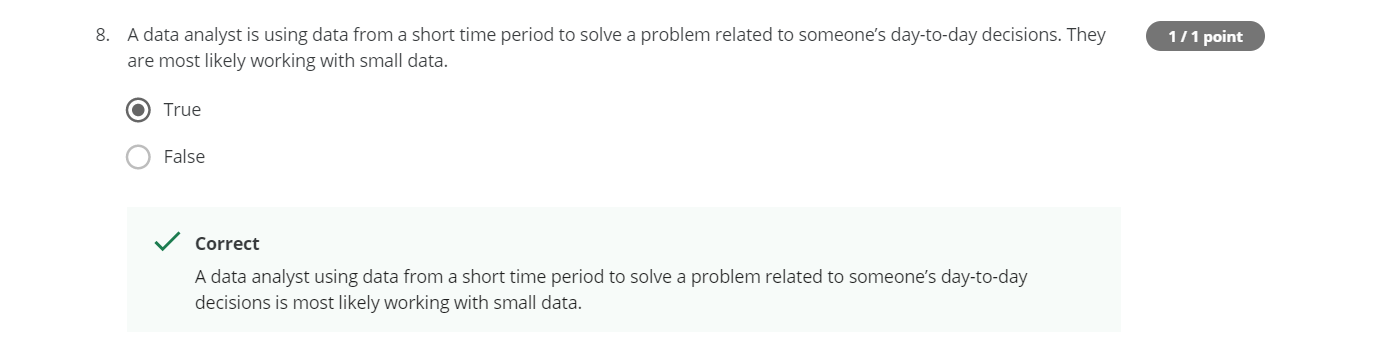 8. A data analyst is using data from a short time period to solve a problem related to someone’s day-to-day decisions. They
are most likely working with small data.
1 / 1 point
True
False
Correct
A data analyst using data from a short time period to solve a problem related to someone’s day-to-day
decisions is most likely working with small data.